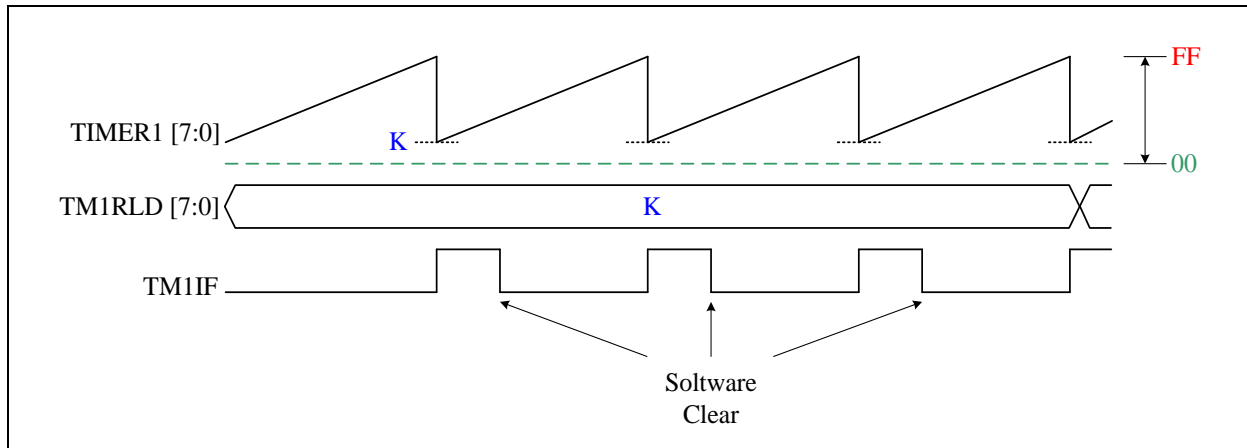 FF
TIMER1 [7:0]
K
00
TM1RLD [7:0]
K
TM1IF
Soltware
Clear